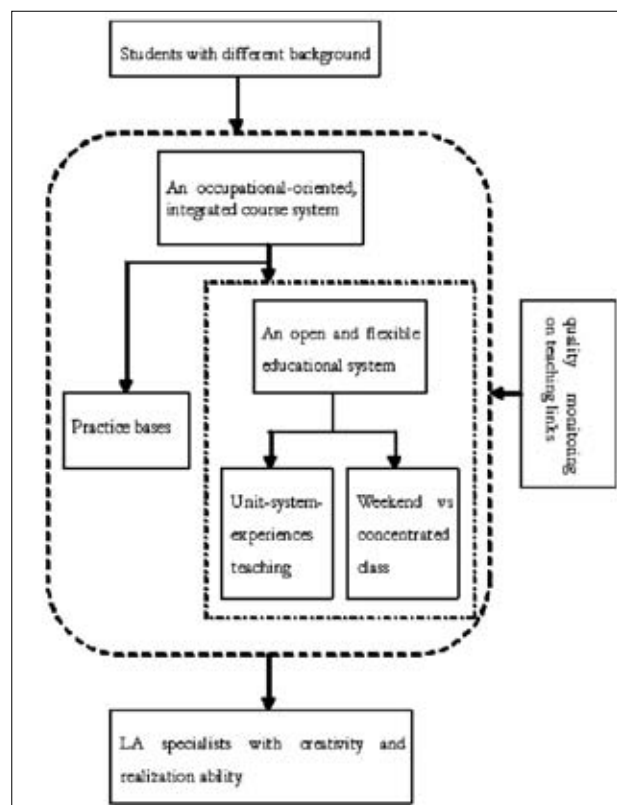 Students with different background
An occupational-oriented,
integrated course system
An open and flexible
educational system
quality monitoring
on teaching links
Practice bases
Unit-system-
experiences
teaching
Weekend vs
concentrated
class
LA specialists with creativity and
realization ability